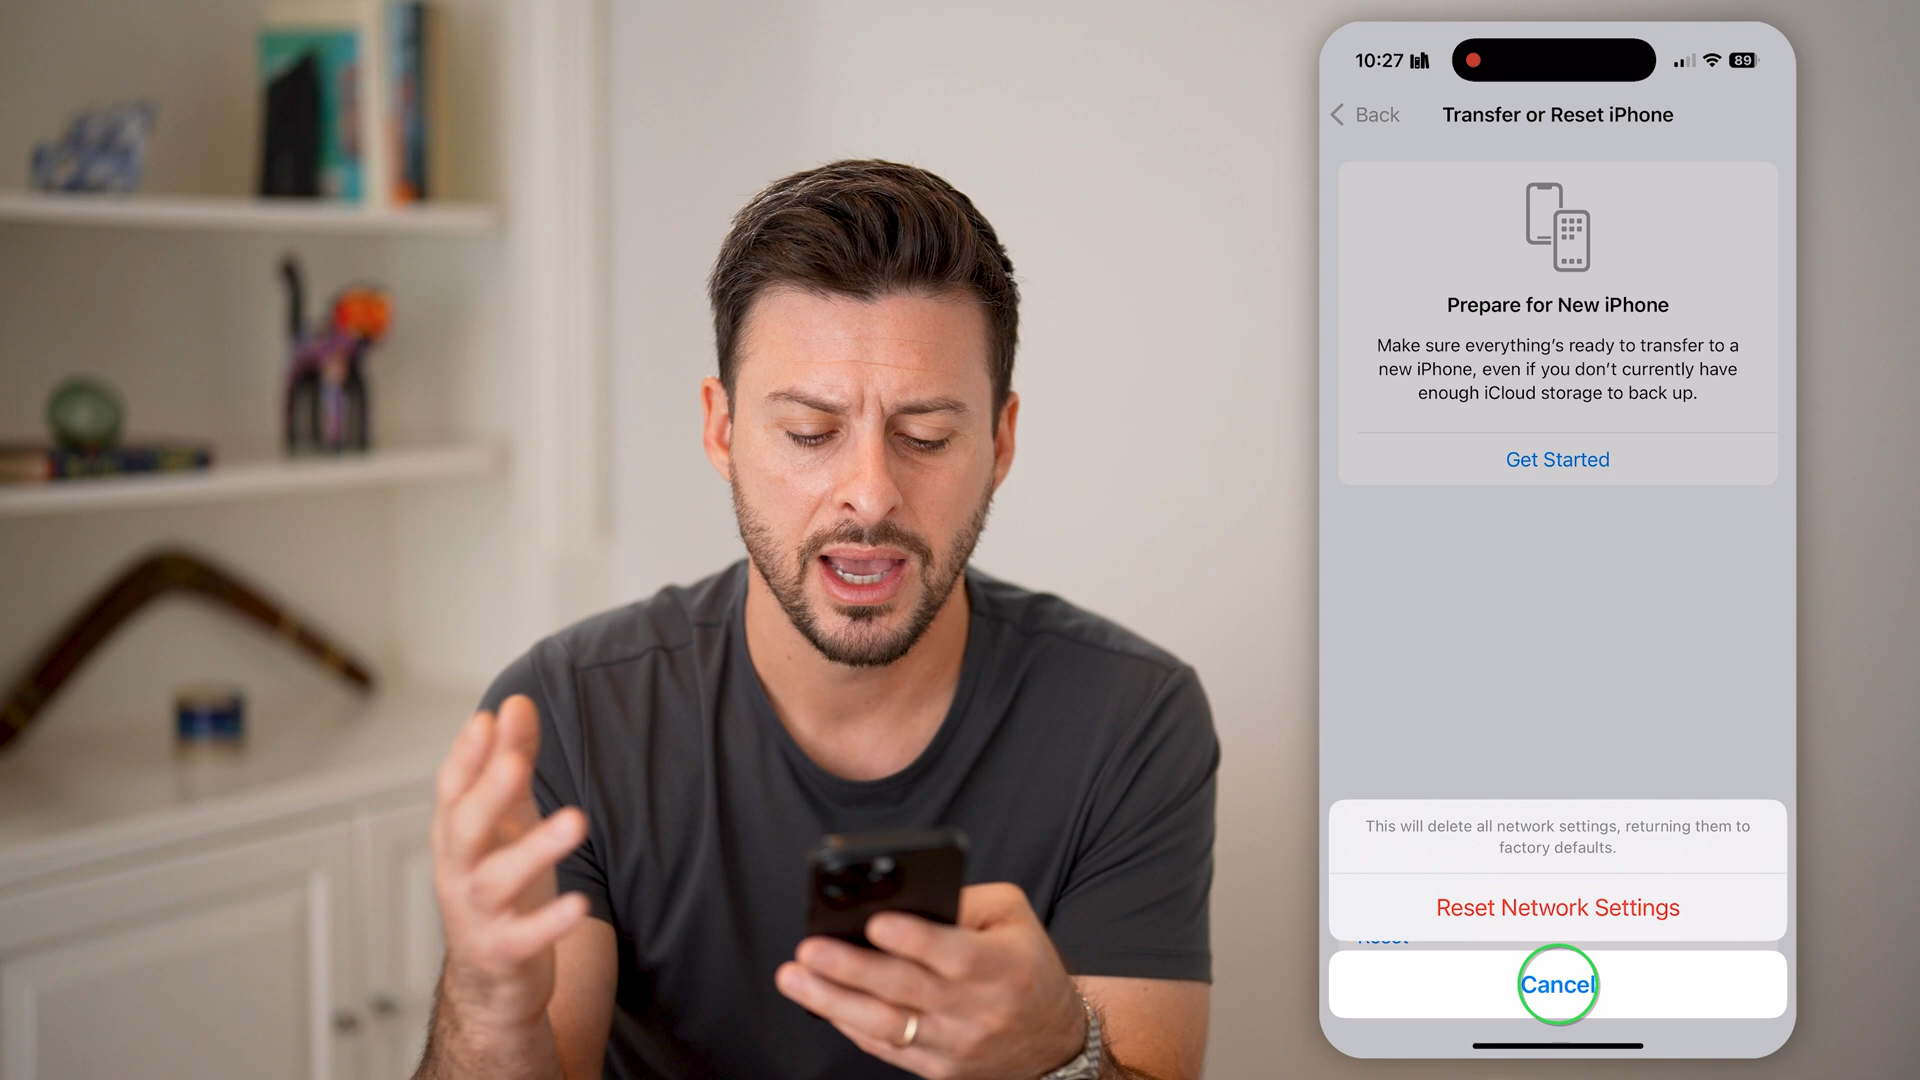 10:27
89
Back
Transfer or Reset iPhone
Prepare for New iPhone
Make sure everything's ready to transfer to a
new iPhone, even if you don't currently have
enough iCloud storage to back up.
Get Started
This will delete all network settings, returning them to
factory defaults.
Reset Network Settings
Reset
Cancel